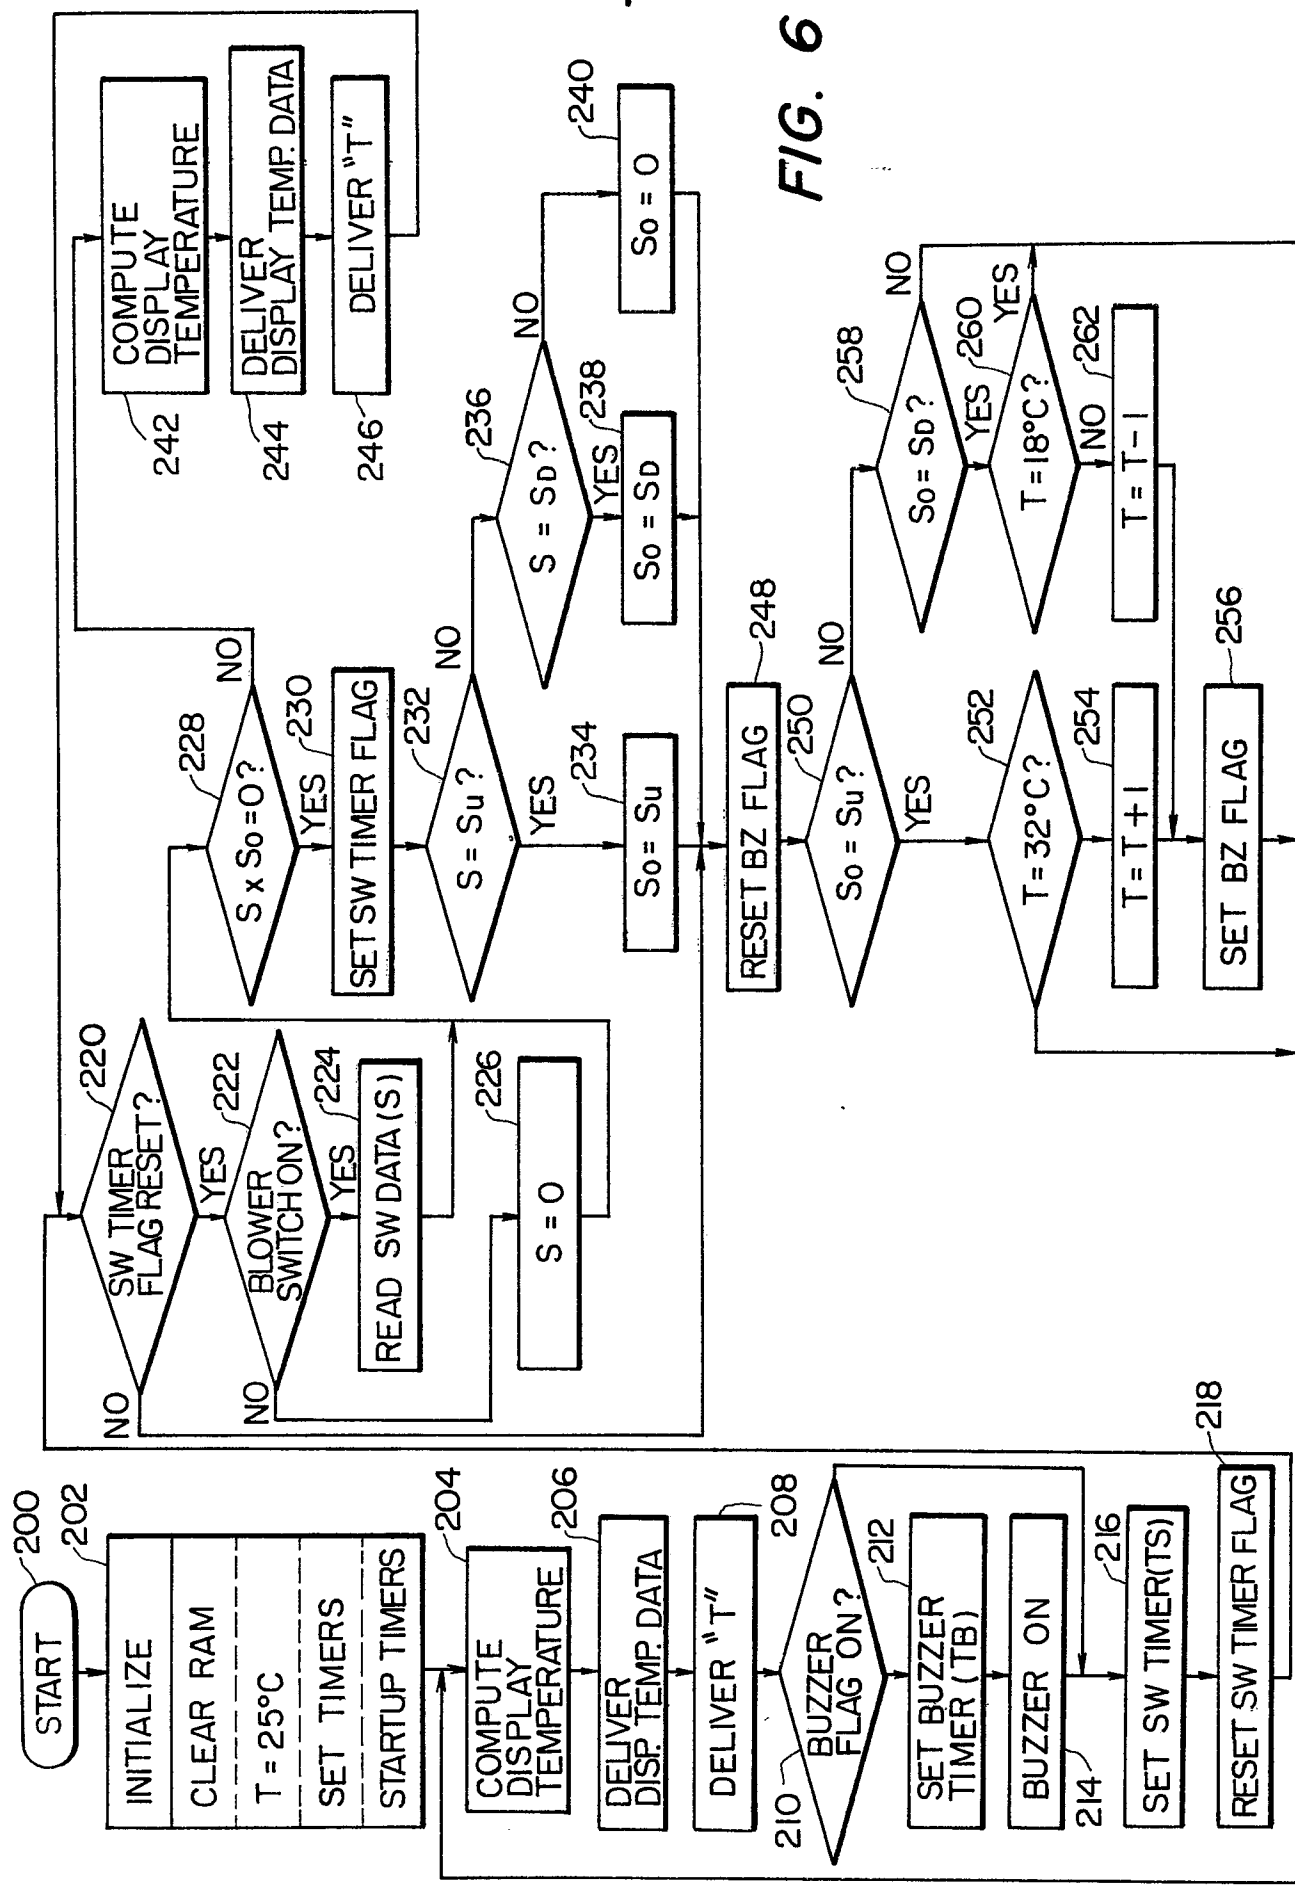 200
START
202
INITIALIZE
CLEAR RAM
T = 25°C
SET TIMERS
STARTUP TIMERS
204
COMPUTE
DISPLAY
TEMPERATURE
206
DELIVER
DISP. TEMP. DATA
208
DELIVER "T"
210
BUZZER
FLAG ON?
212
SET BUZZER
TIMER (TB)
214
BUZZER ON
216
SET SW TIMER(TS)
218
RESET SW TIMER FLAG
220
SW TIMER
FLAG RESET?
NO
YES
222
BLOWER
SWITCH ON?
NO
YES
224
READ SW DATA(S)
226
S = 0
228
S x So = 0?
NO
YES
230
SET SW TIMER FLAG
232
S = Su ?
NO
YES
234
So = Su
236
S = SD ?
NO
YES
238
So = SD
240
So = 0
242
COMPUTE
DISPLAY
TEMPERATURE
244
DELIVER
DISPLAY TEMP. DATA
246
DELIVER "T"
248
RESET BZ FLAG
250
So = Su ?
NO
YES
252
T = 32°C?
254
T = T + 1
256
SET BZ FLAG
258
So = SD ?
NO
YES
260
T = 18°C?
YES
NO
262
T = T - 1
FIG. 6